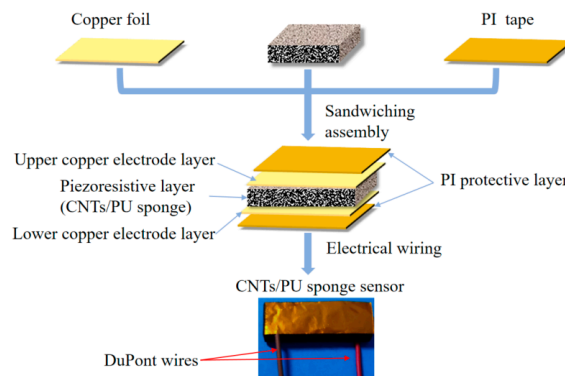 Copper foil
PI tape
Sandwiching
assembly
Upper copper electrode layer
Piezoresistive layer
(CNTs/PU sponge)
PI protective layer
Lower copper electrode layer
Electrical wiring
CNTs/PU sponge sensor
DuPont wires